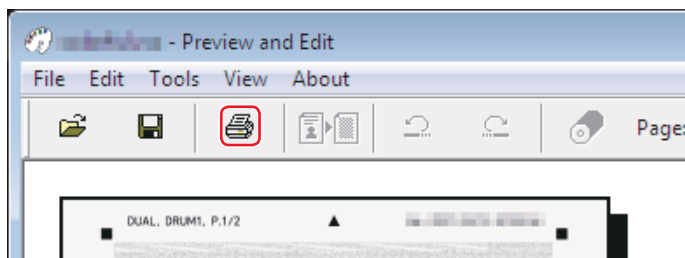 - Preview and Edit
File Edit Tools View About
Page:
DUAL, DRUM1, P.1/2